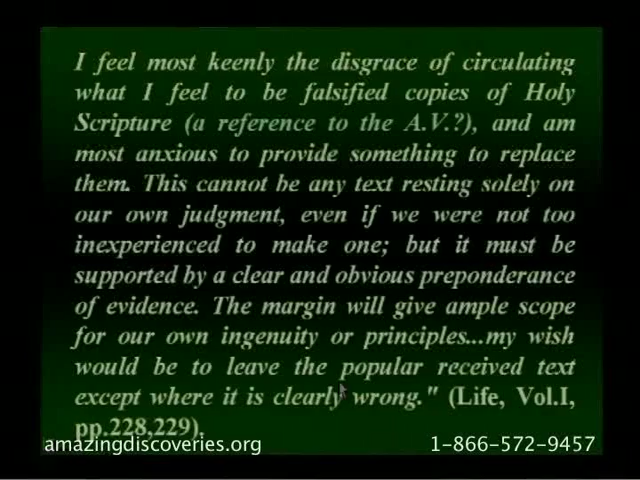 I feel most keenly the disgrace of circulating
what I feel to be falsified copies of Holy
Scripture (a reference to the A.V.?), and am
most anxious to provide something to replace
them. This cannot be any text resting solely on
our own judgment, even if we were not too
inexperienced to make one; but it must be
supported by a clear and obvious preponderance
of evidence. The margin will give ample scope
for our own ingenuity or principles...my wish
would be to leave the popular received text
except where it is clearly wrong." (Life, Vol.I,
pp.228,229).
amazingdiscoveries.org 1-866-572-9457